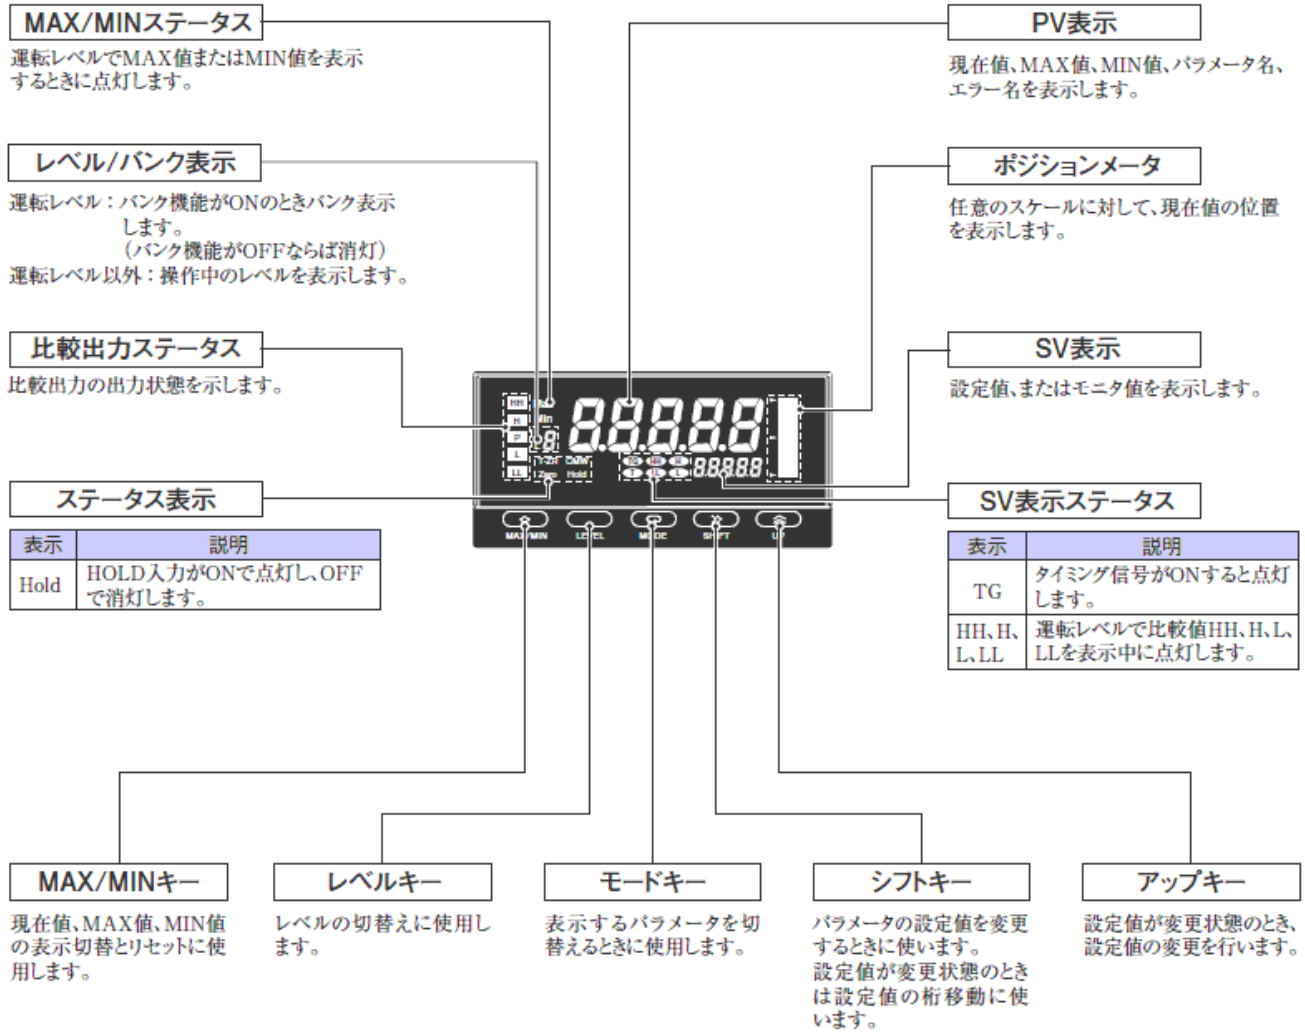 MAX/MINステータス
運転レベルでMAX値またはMIN値を表示
するときに点灯します。
レベル/バンク表示
運転レベル：バンク機能がONのときバンク表示
します。
（バンク機能がOFFならば消灯）
運転レベル以外：操作中のレベルを表示します。
比較出力ステータス
比較出力の出力状態を示します。
ステータス表示
表示 説明
Hold HOLD入力がONで点灯し、OFF
で消灯します。
PV表示
現在値、MAX値、MIN値、パラメータ名、
エラー名を表示します。
ポジションメータ
任意のスケールに対して、現在値の位置
を表示します。
SV表示
設定値、またはモニタ値を表示します。
SV表示ステータス
表示 説明
TG タイミング信号がONすると点灯
します。
HH、H、 運転レベルで比較値HH、H、L、
L、LL LLを表示中に点灯します。
HH
H
P
L
LL
8.8.8.8.8
Zero Hold
TG HH H
T LL L
8.8.8.8.8
MAX/MIN LEVEL MODE SHIFT UP
MAX/MINキー
現在値、MAX値、MIN値
の表示切替とリセットに使
用します。
レベルキー
レベルの切替えに使用し
ます。
モードキー
表示するパラメータを切
替えるときに使用します。
シフトキー
パラメータの設定値を変更
するときに使います。
設定値が変更状態のとき
は設定値の桁移動に使
います。
アップキー
設定値が変更状態のとき、
設定値の変更を行います。